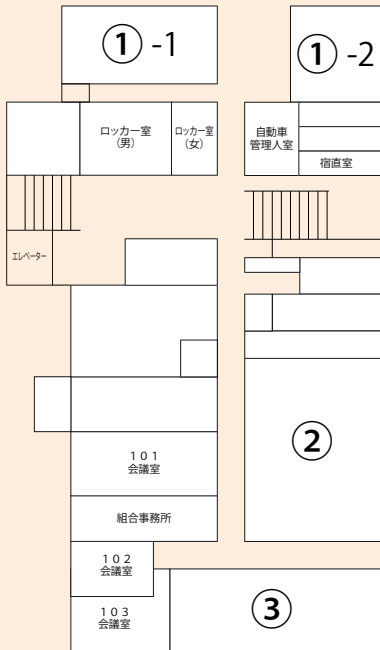 ① -1
① -2
ロッカー室
(男)
ロッカー室
(女)
自動車
管理人室
宿直室
エレベーター
②
101
会議室
組合事務所
102
会議室
103
会議室
③